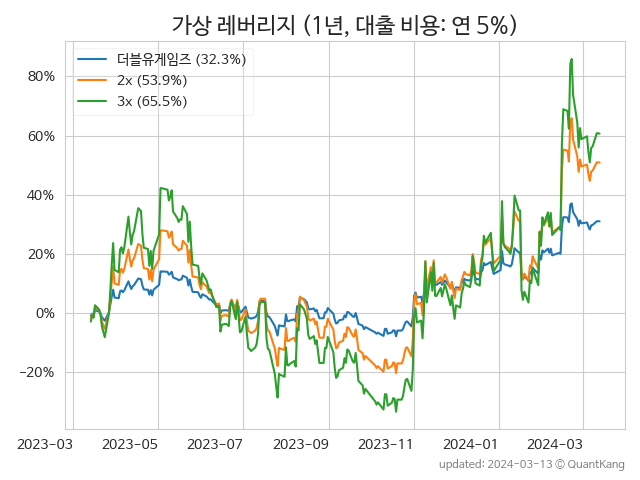 가상 레버리지 (1년, 대출 비용: 연 5%)
더블유게임즈 (32.3%)
2x (53.9%)
3x (65.5%)
80%
60%
40%
20%
0%
−20%
2023-03 2023-05 2023-07 2023-09 2023-11 2024-01 2024-03
updated: 2024-03-13 © QuantKang